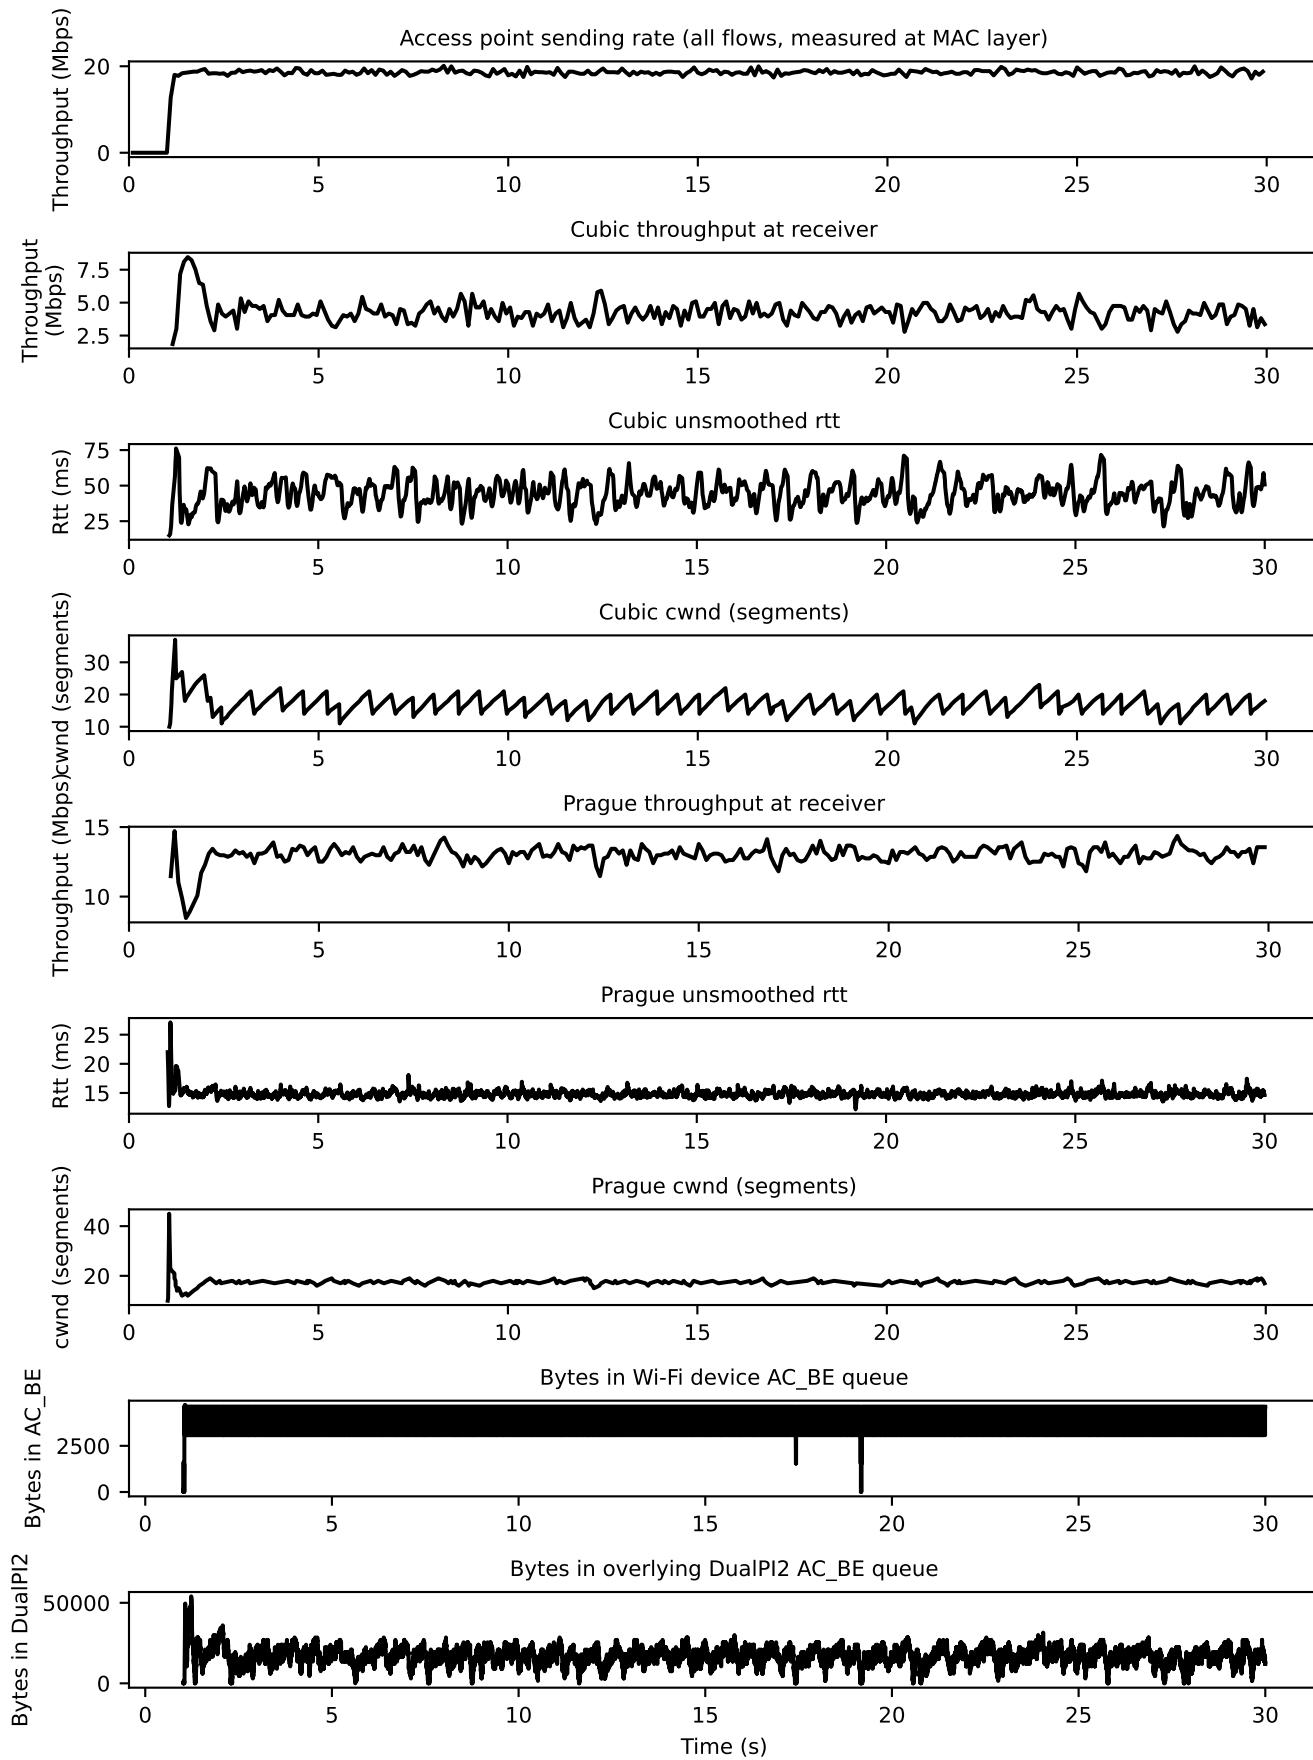 Access point sending rate (all flows, measured at MAC layer)
Throughput (Mbps)
20
0
0 5 10 15 20 25 30
Cubic throughput at receiver
Throughput
(Mbps)
7.5
5.0
2.5
0 5 10 15 20 25 30
Cubic unsmoothed rtt
Rtt (ms)
75
50
25
0 5 10 15 20 25 30
Cubic cwnd (segments)
cwnd (segments)
30
20
10
0 5 10 15 20 25 30
Prague throughput at receiver
Throughput (Mbps)
15
10
0 5 10 15 20 25 30
Prague unsmoothed rtt
Rtt (ms)
25
20
15
0 5 10 15 20 25 30
Prague cwnd (segments)
cwnd (segments)
40
20
0 5 10 15 20 25 30
Bytes in Wi-Fi device AC_BE queue
Bytes in AC_BE
2500
0
0 5 10 15 20 25 30
Bytes in overlying DualPI2 AC_BE queue
Bytes in DualPI2
50000
0
0 5 10 15 20 25 30
Time (s)